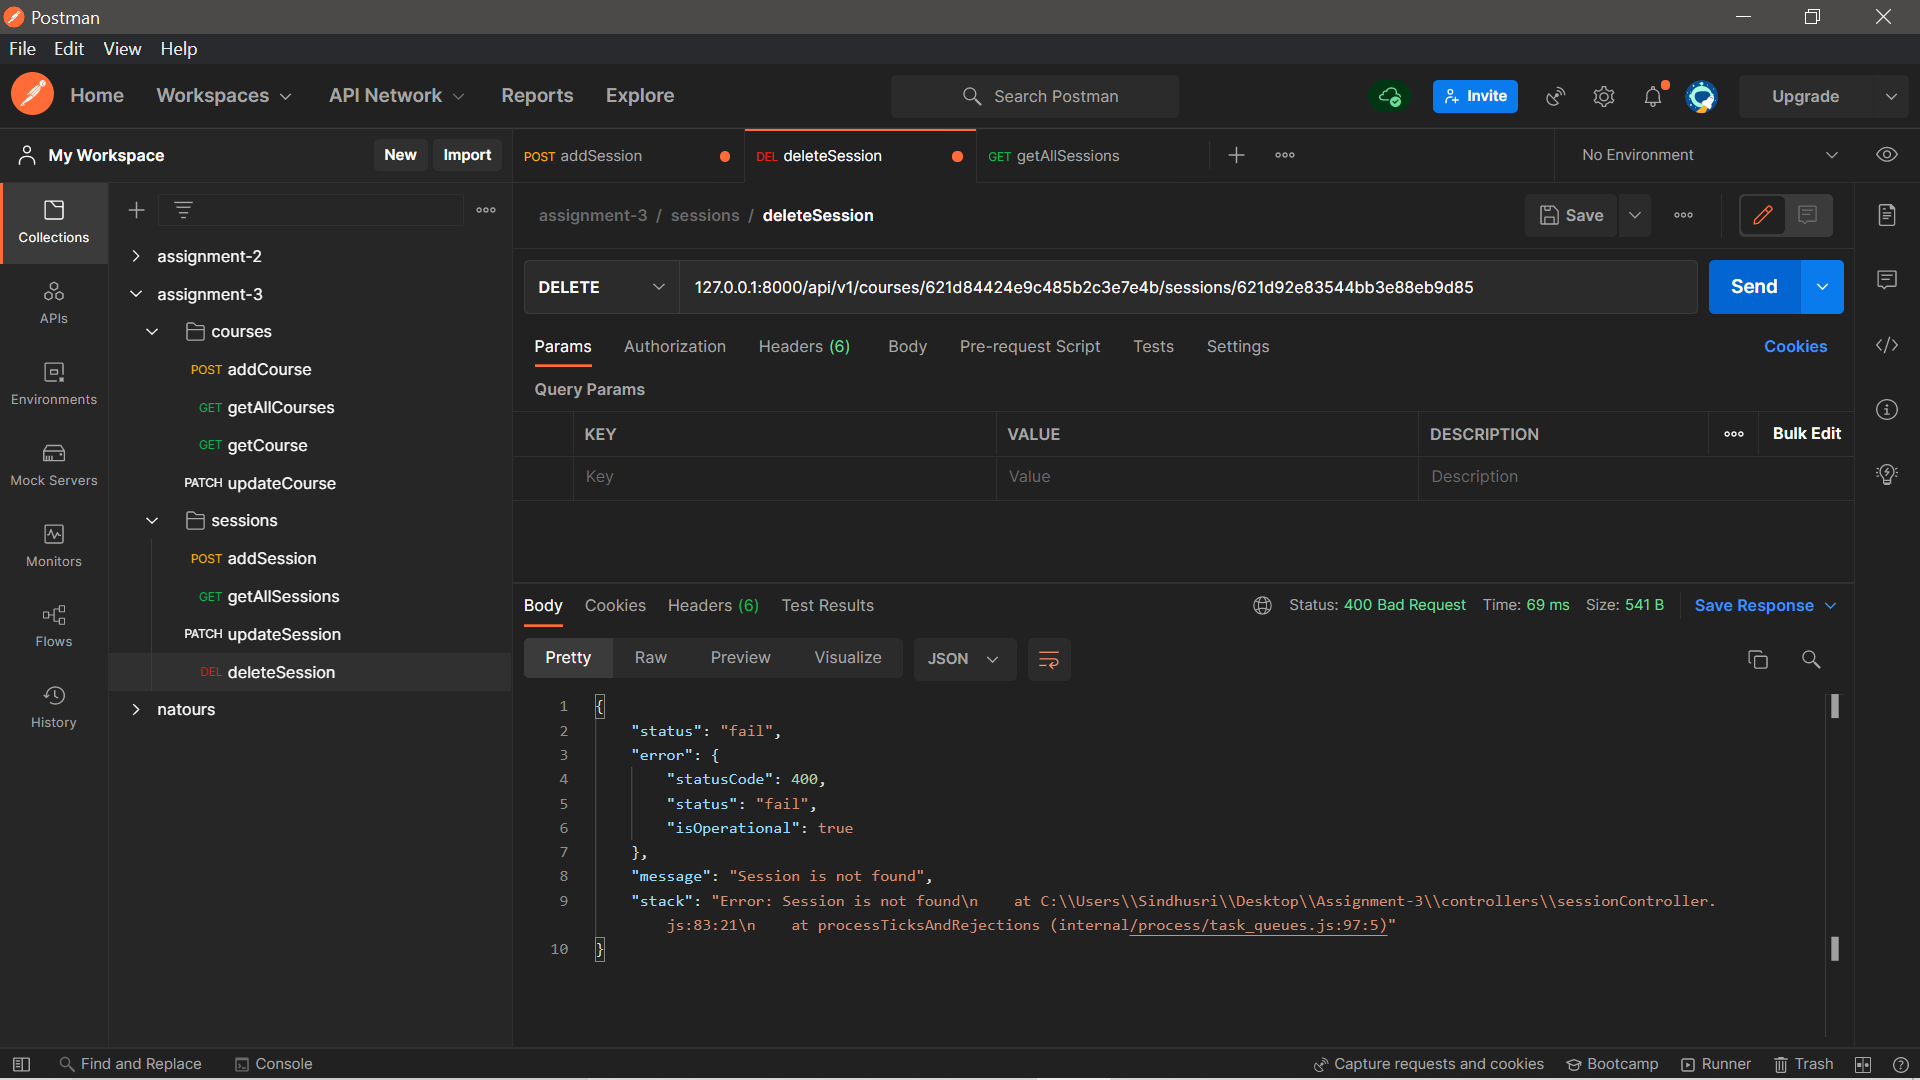 Postman
File Edit View Help
Home Workspaces API Network Reports Explore Search Postman Invite Upgrade
My Workspace New Import POST addSession DEL deleteSession GET getAllSessions No Environment
Collections
APIs
Environments
Mock Servers
Monitors
Flows
History
assignment-2
assignment-3
courses
POST addCourse
GET getAllCourses
GET getCourse
PATCH updateCourse
sessions
POST addSession
GET getAllSessions
PATCH updateSession
DEL deleteSession
natours
assignment-3 / sessions / deleteSession Save
DELETE 127.0.0.1:8000/api/v1/courses/621d84424e9c485b2c3e7e4b/sessions/621d92e83544bb3e88eb9d85 Send
Params Authorization Headers (6) Body Pre-request Script Tests Settings Cookies
Query Params
KEY VALUE DESCRIPTION Bulk Edit
Key Value Description
Body Cookies Headers (6) Test Results Status: 400 Bad Request Time: 69 ms Size: 541 B Save Response
Pretty Raw Preview Visualize JSON
1 {
2 "status": "fail",
3 "error": {
4 "statusCode": 400,
5 "status": "fail",
6 "isOperational": true
7 },
8 "message": "Session is not found",
9 "stack": "Error: Session is not found\n    at C:\\Users\\Sindhusri\\Desktop\\Assignment-3\\controllers\\sessionController.
js:83:21\n    at processTicksAndRejections (internal/process/task_queues.js:97:5)"
10 }
Find and Replace Console Capture requests and cookies Bootcamp Runner Trash